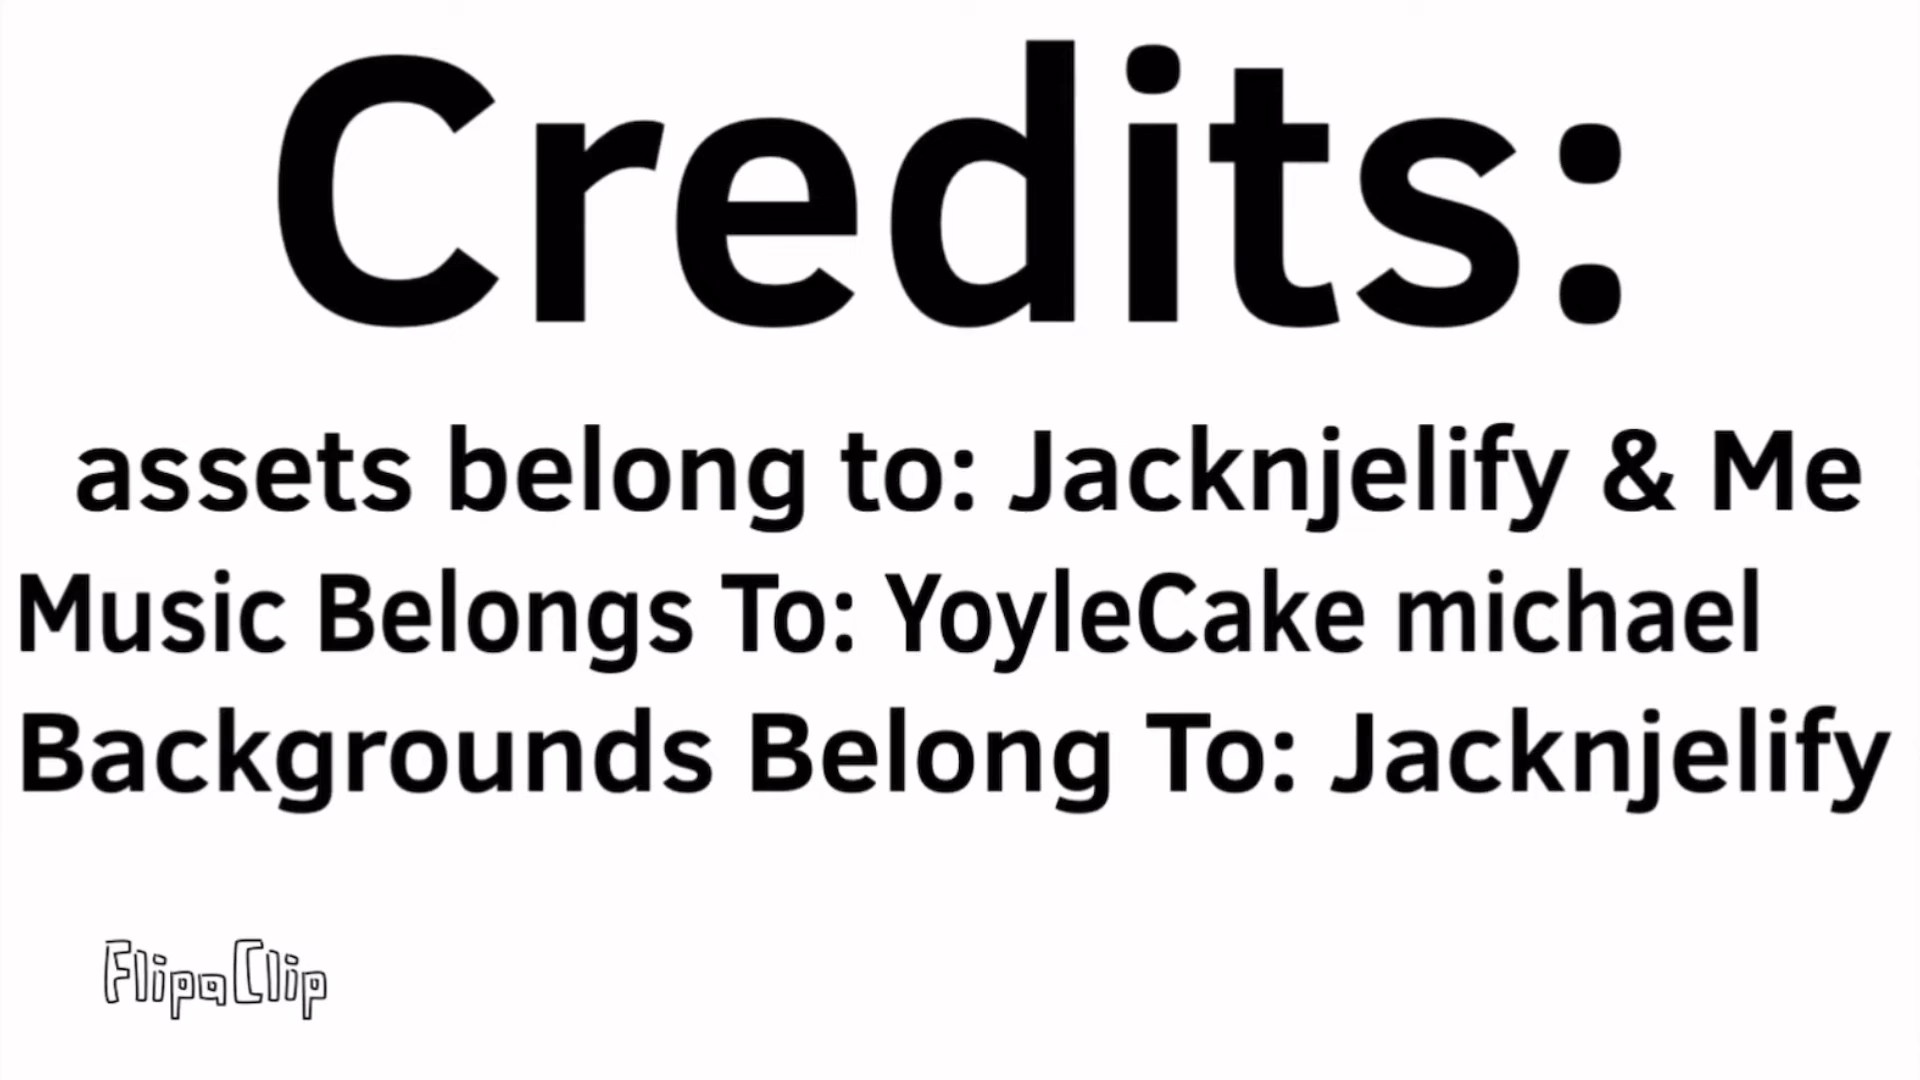 Credits:
assets belong to: Jacknjelify & Me
Music Belongs To: YoyleCake michael
Backgrounds Belong To: Jacknjelify
FlipaClip